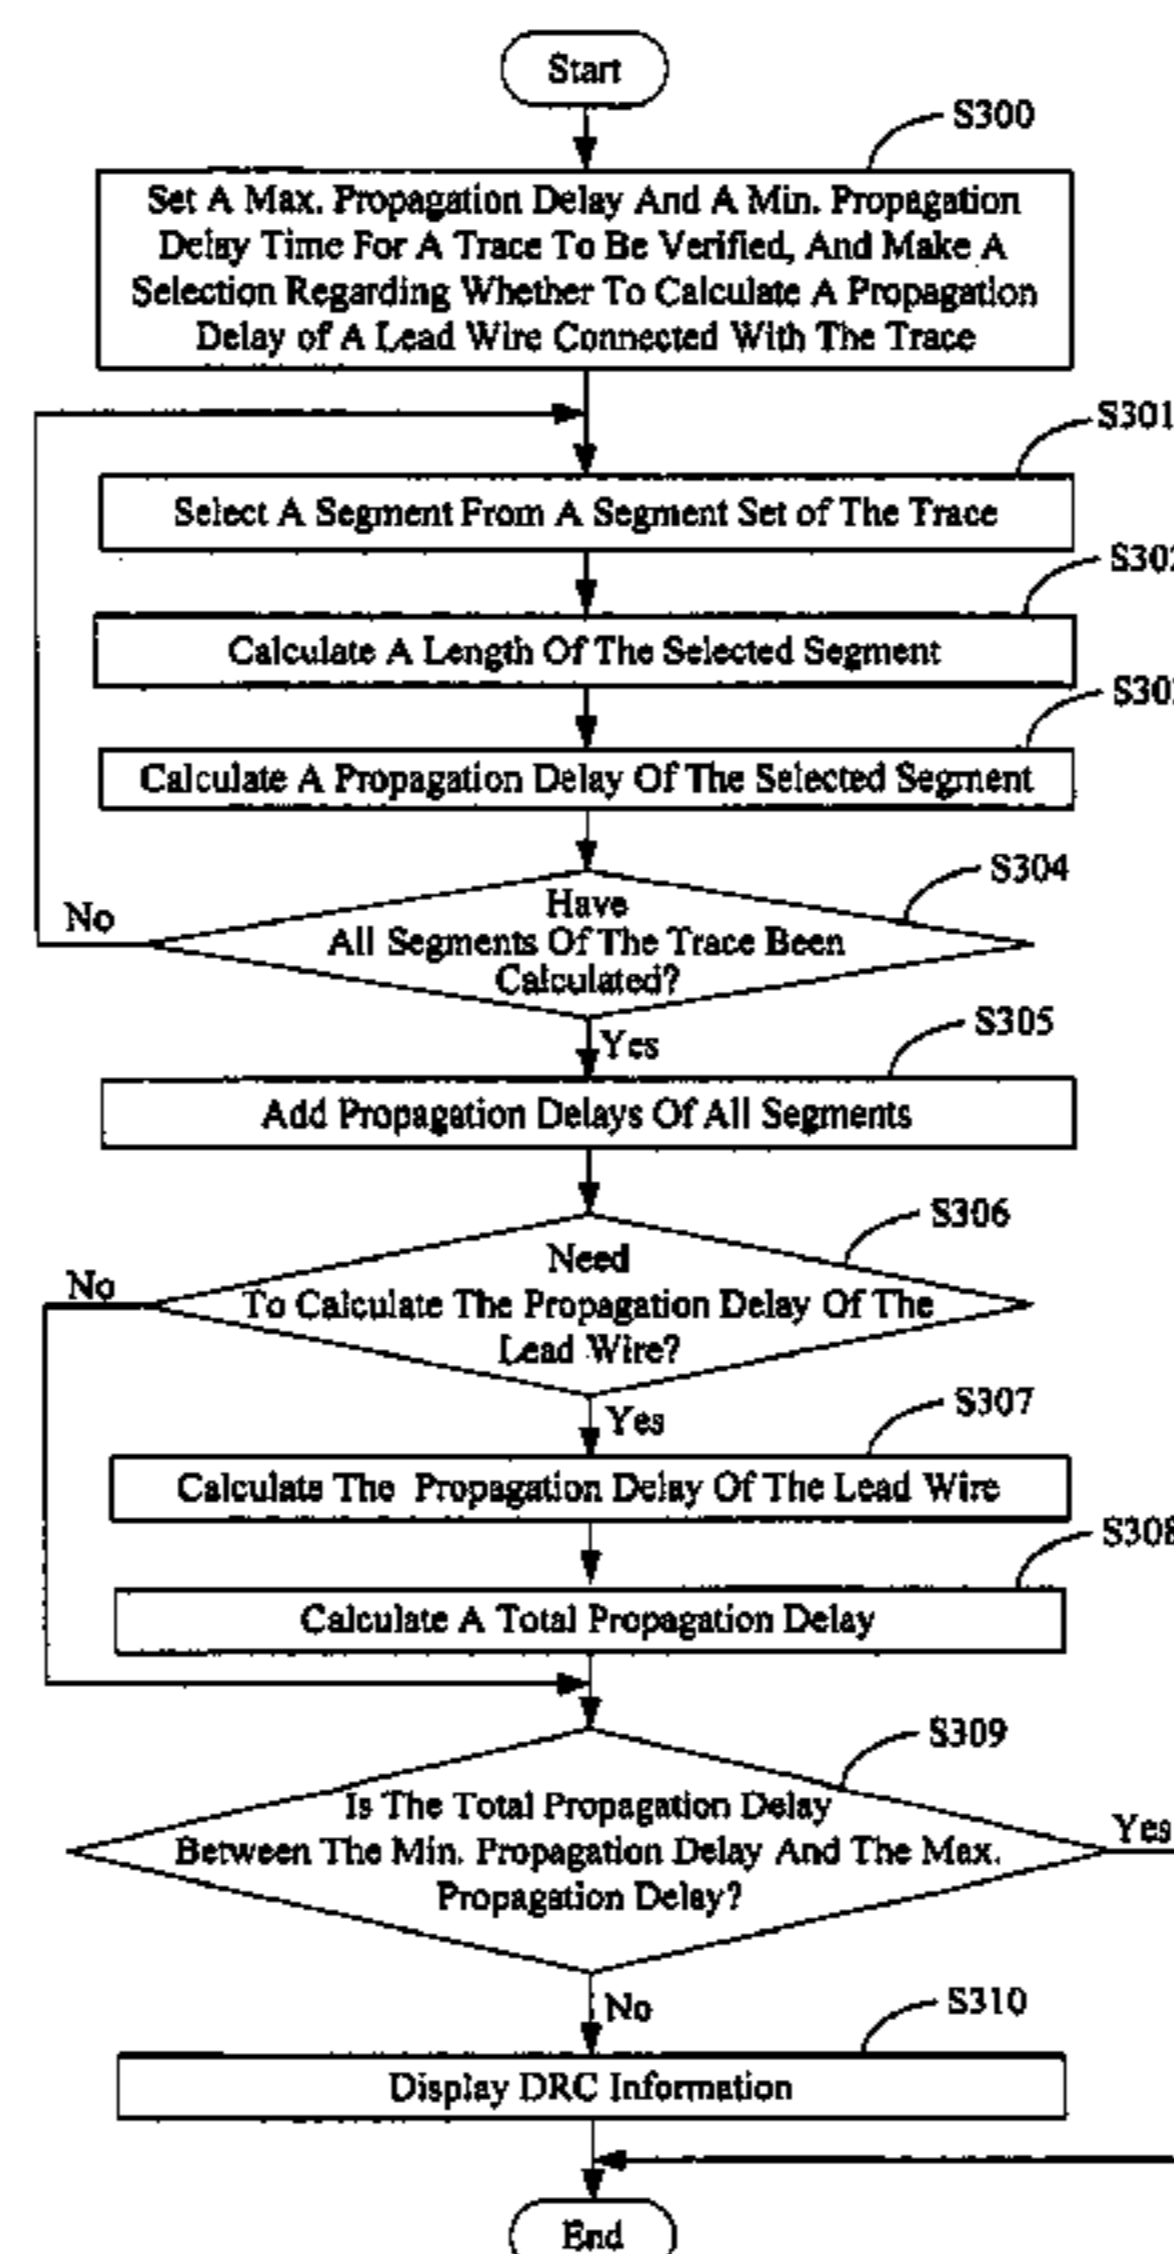 Start
S300
Set A Max. Propagation Delay And A Min. Propagation
Delay Time For A Trace To Be Verified, And Make A
Selection Regarding Whether To Calculate A Propagation
Delay of A Lead Wire Connected With The Trace
S301
Select A Segment From A Segment Set of The Trace
S302
Calculate A Length Of The Selected Segment
S303
Calculate A Propagation Delay Of The Selected Segment
S304
Have
All Segments Of The Trace Been
Calculated?
No
Yes
S305
Add Propagation Delays Of All Segments
S306
Need
To Calculate The Propagation Delay Of The
Lead Wire?
No
Yes
S307
Calculate The Propagation Delay Of The Lead Wire
S308
Calculate A Total Propagation Delay
S309
Is The Total Propagation Delay
Between The Min. Propagation Delay And The Max.
Propagation Delay?
Yes
No
S310
Display DRC Information
End